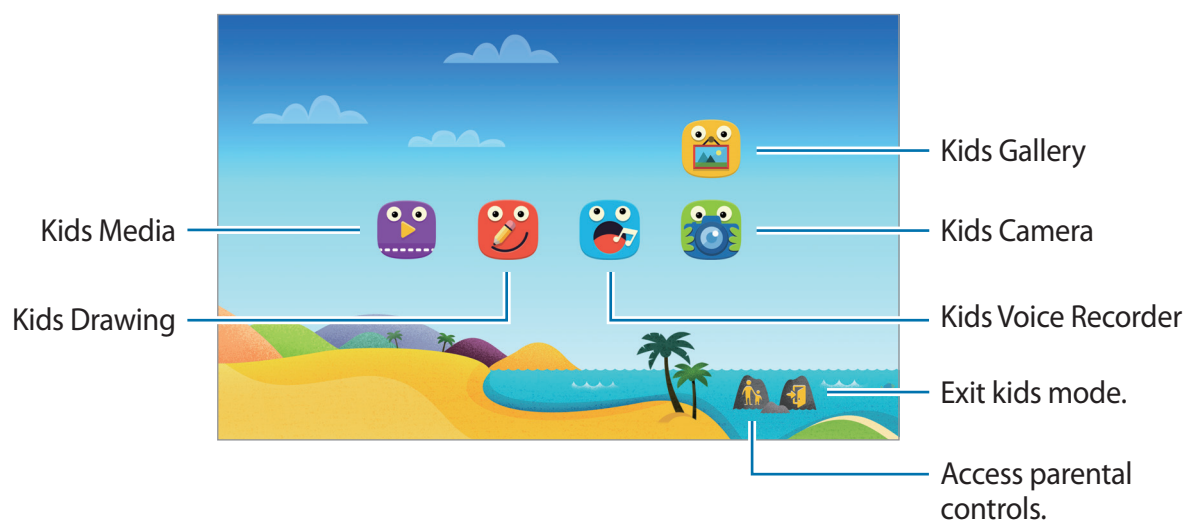 Kids Gallery
Kids Media
Kids Camera
Kids Drawing
Kids Voice Recorder
Exit kids mode.
Access parental
controls.